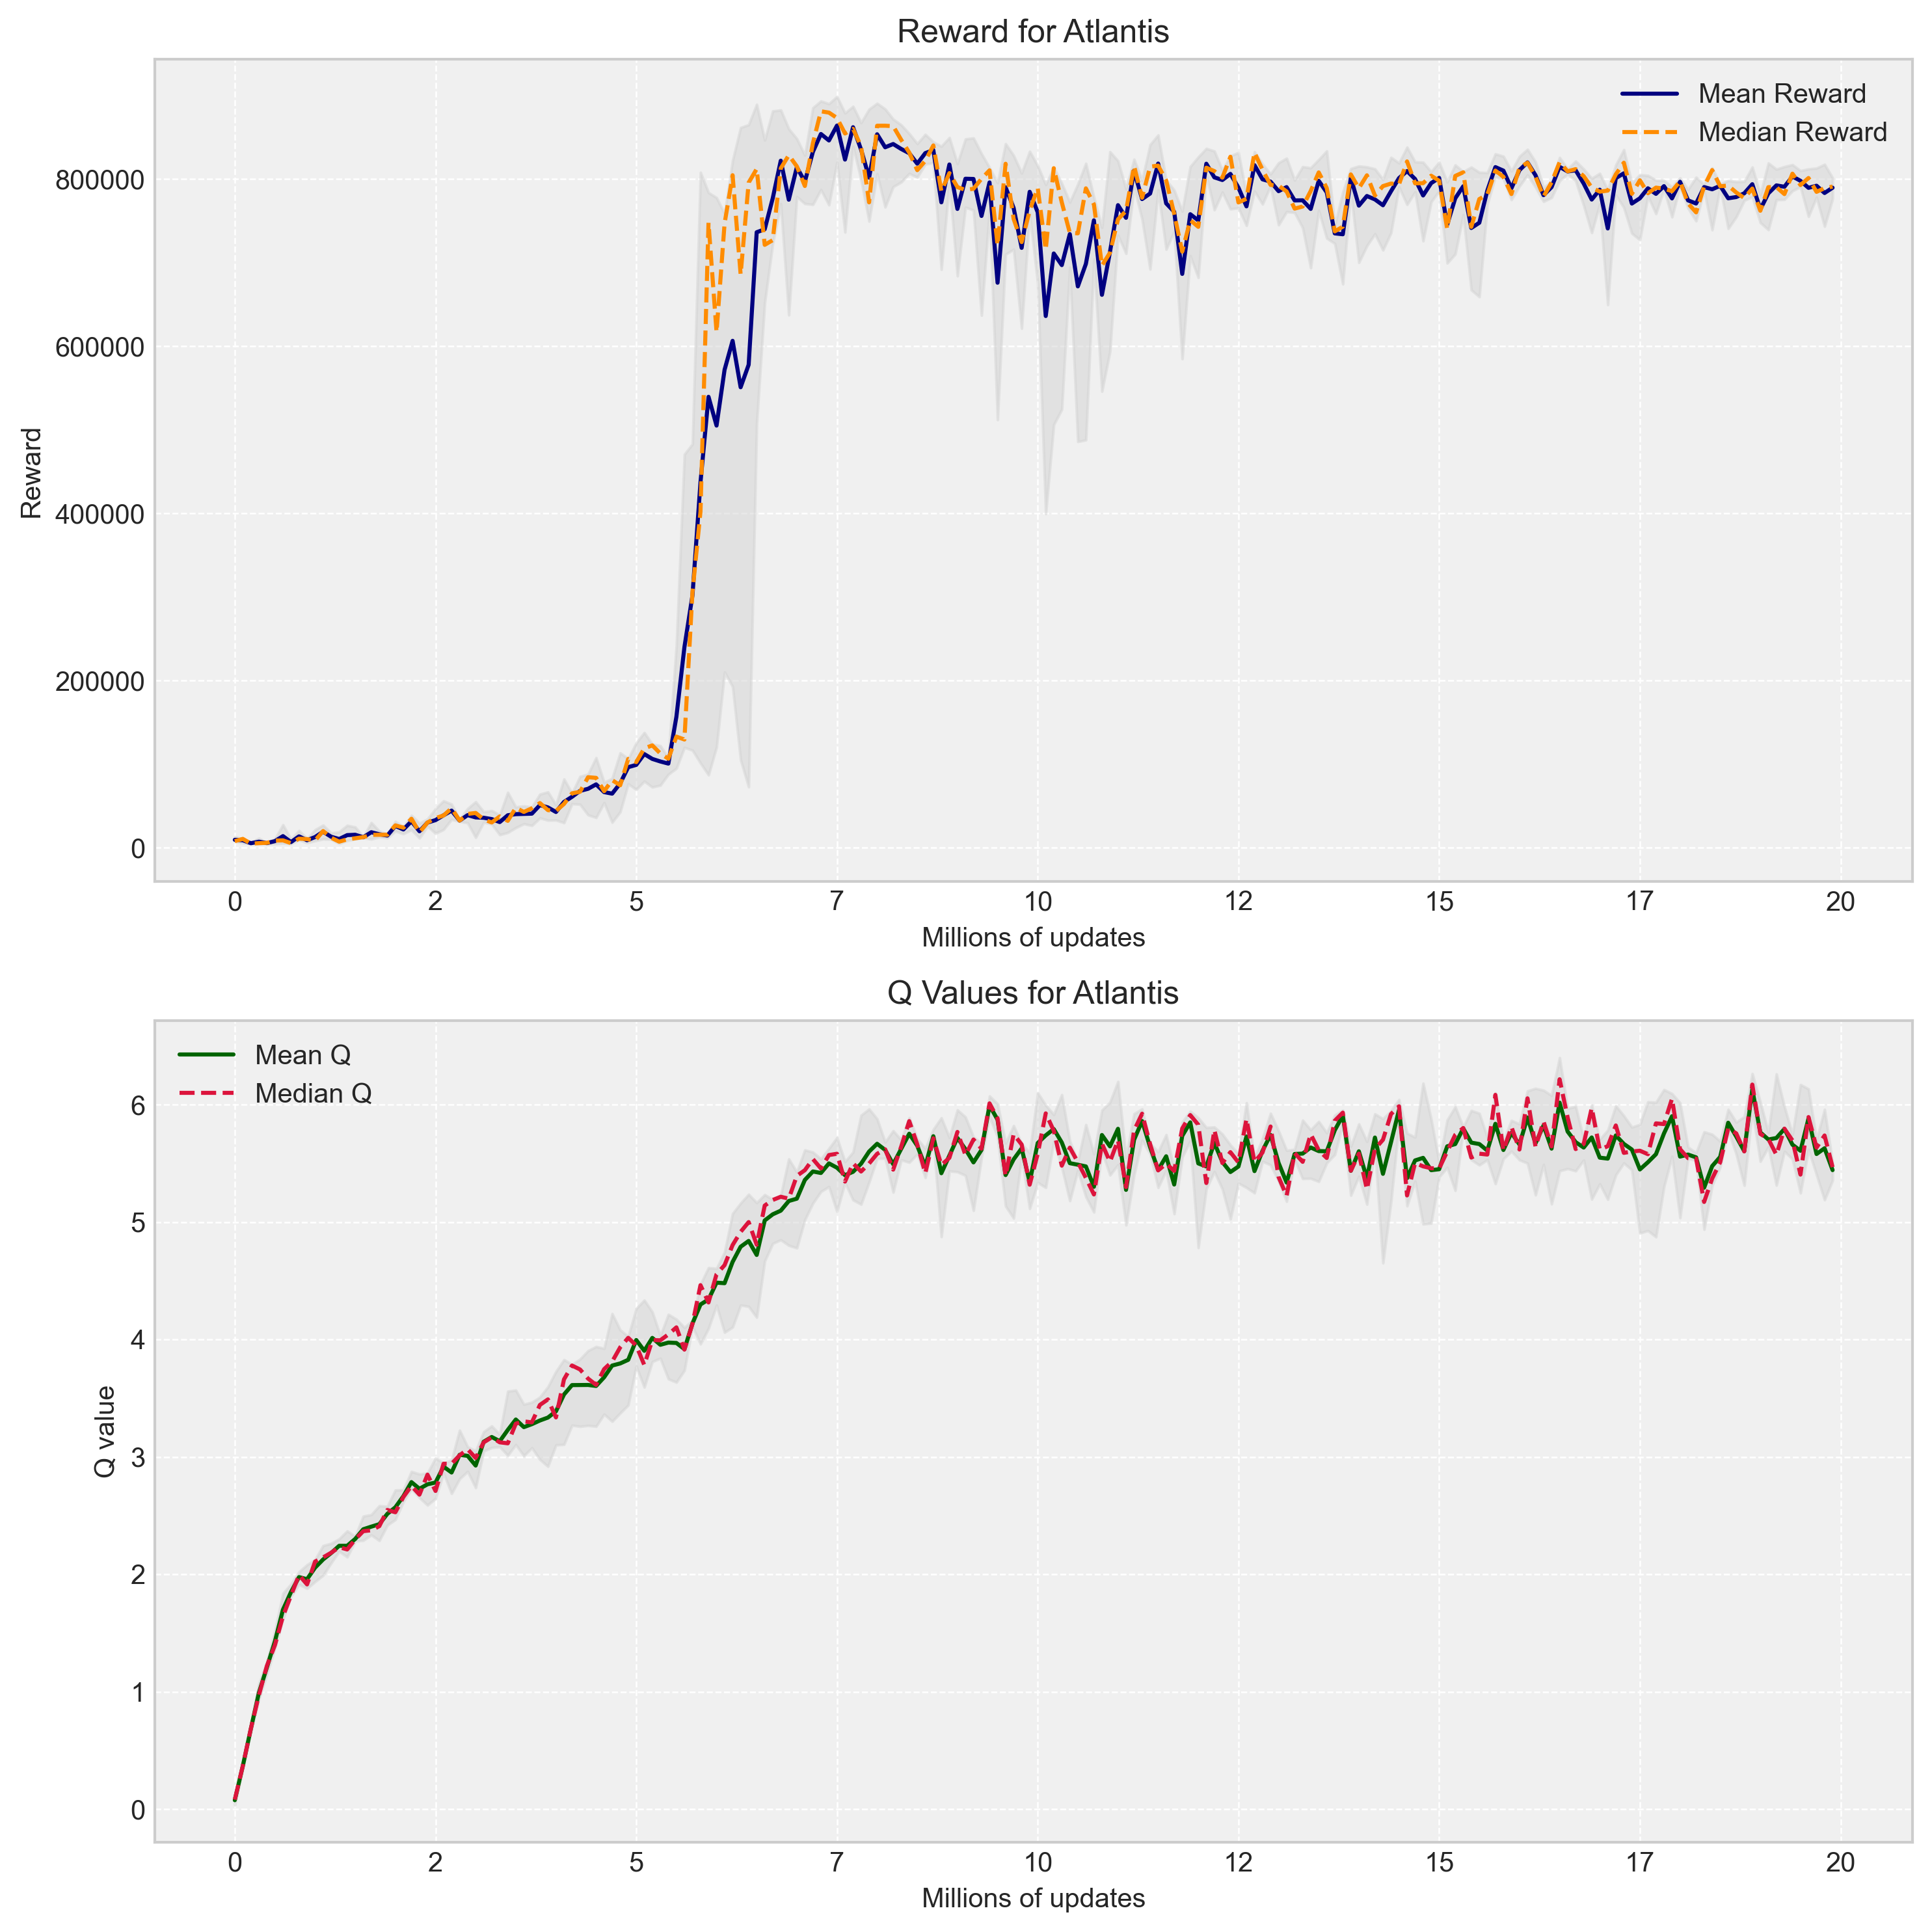 Reward for Atlantis
Mean Reward
Median Reward
800000
600000
400000
200000
0
Reward
0 2 5 7 10 12 15 17 20
Millions of updates
Q Values for Atlantis
Mean Q
Median Q
6
5
4
3
2
1
0
Q value
0 2 5 7 10 12 15 17 20
Millions of updates